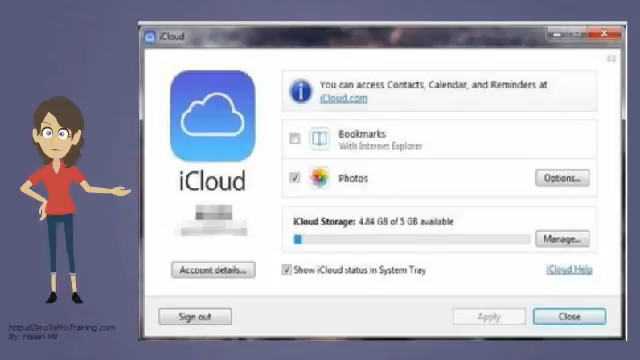 iCloud
You can access Contacts, Calendar, and Reminders at
iCloud.com
Bookmarks
With Internet Explorer
iCloud
Photos
Options...
iCloud Storage: 4.84 GB of 5 GB available
Manage...
Account details...
Show iCloud status in System Tray
iCloud Help
Sign out
Apply
Close
http://ZeroToProTraining.com
By: Hasan